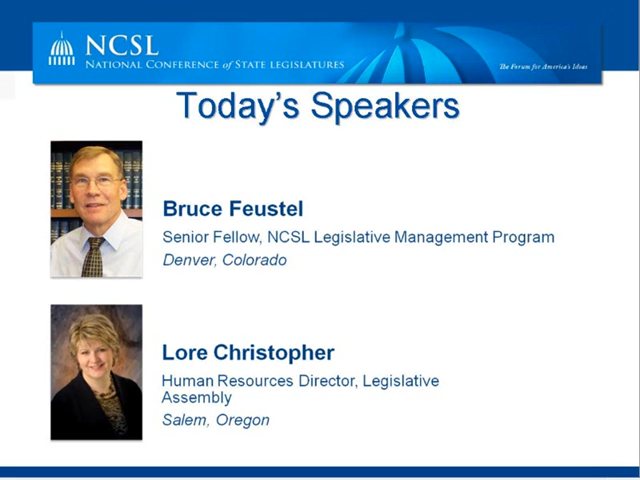 NCSL
NATIONAL CONFERENCE of STATE LEGISLATURES
The Forum for America's Ideas
Today's Speakers
Bruce Feustel
Senior Fellow, NCSL Legislative Management Program
Denver, Colorado
Lore Christopher
Human Resources Director, Legislative
Assembly
Salem, Oregon